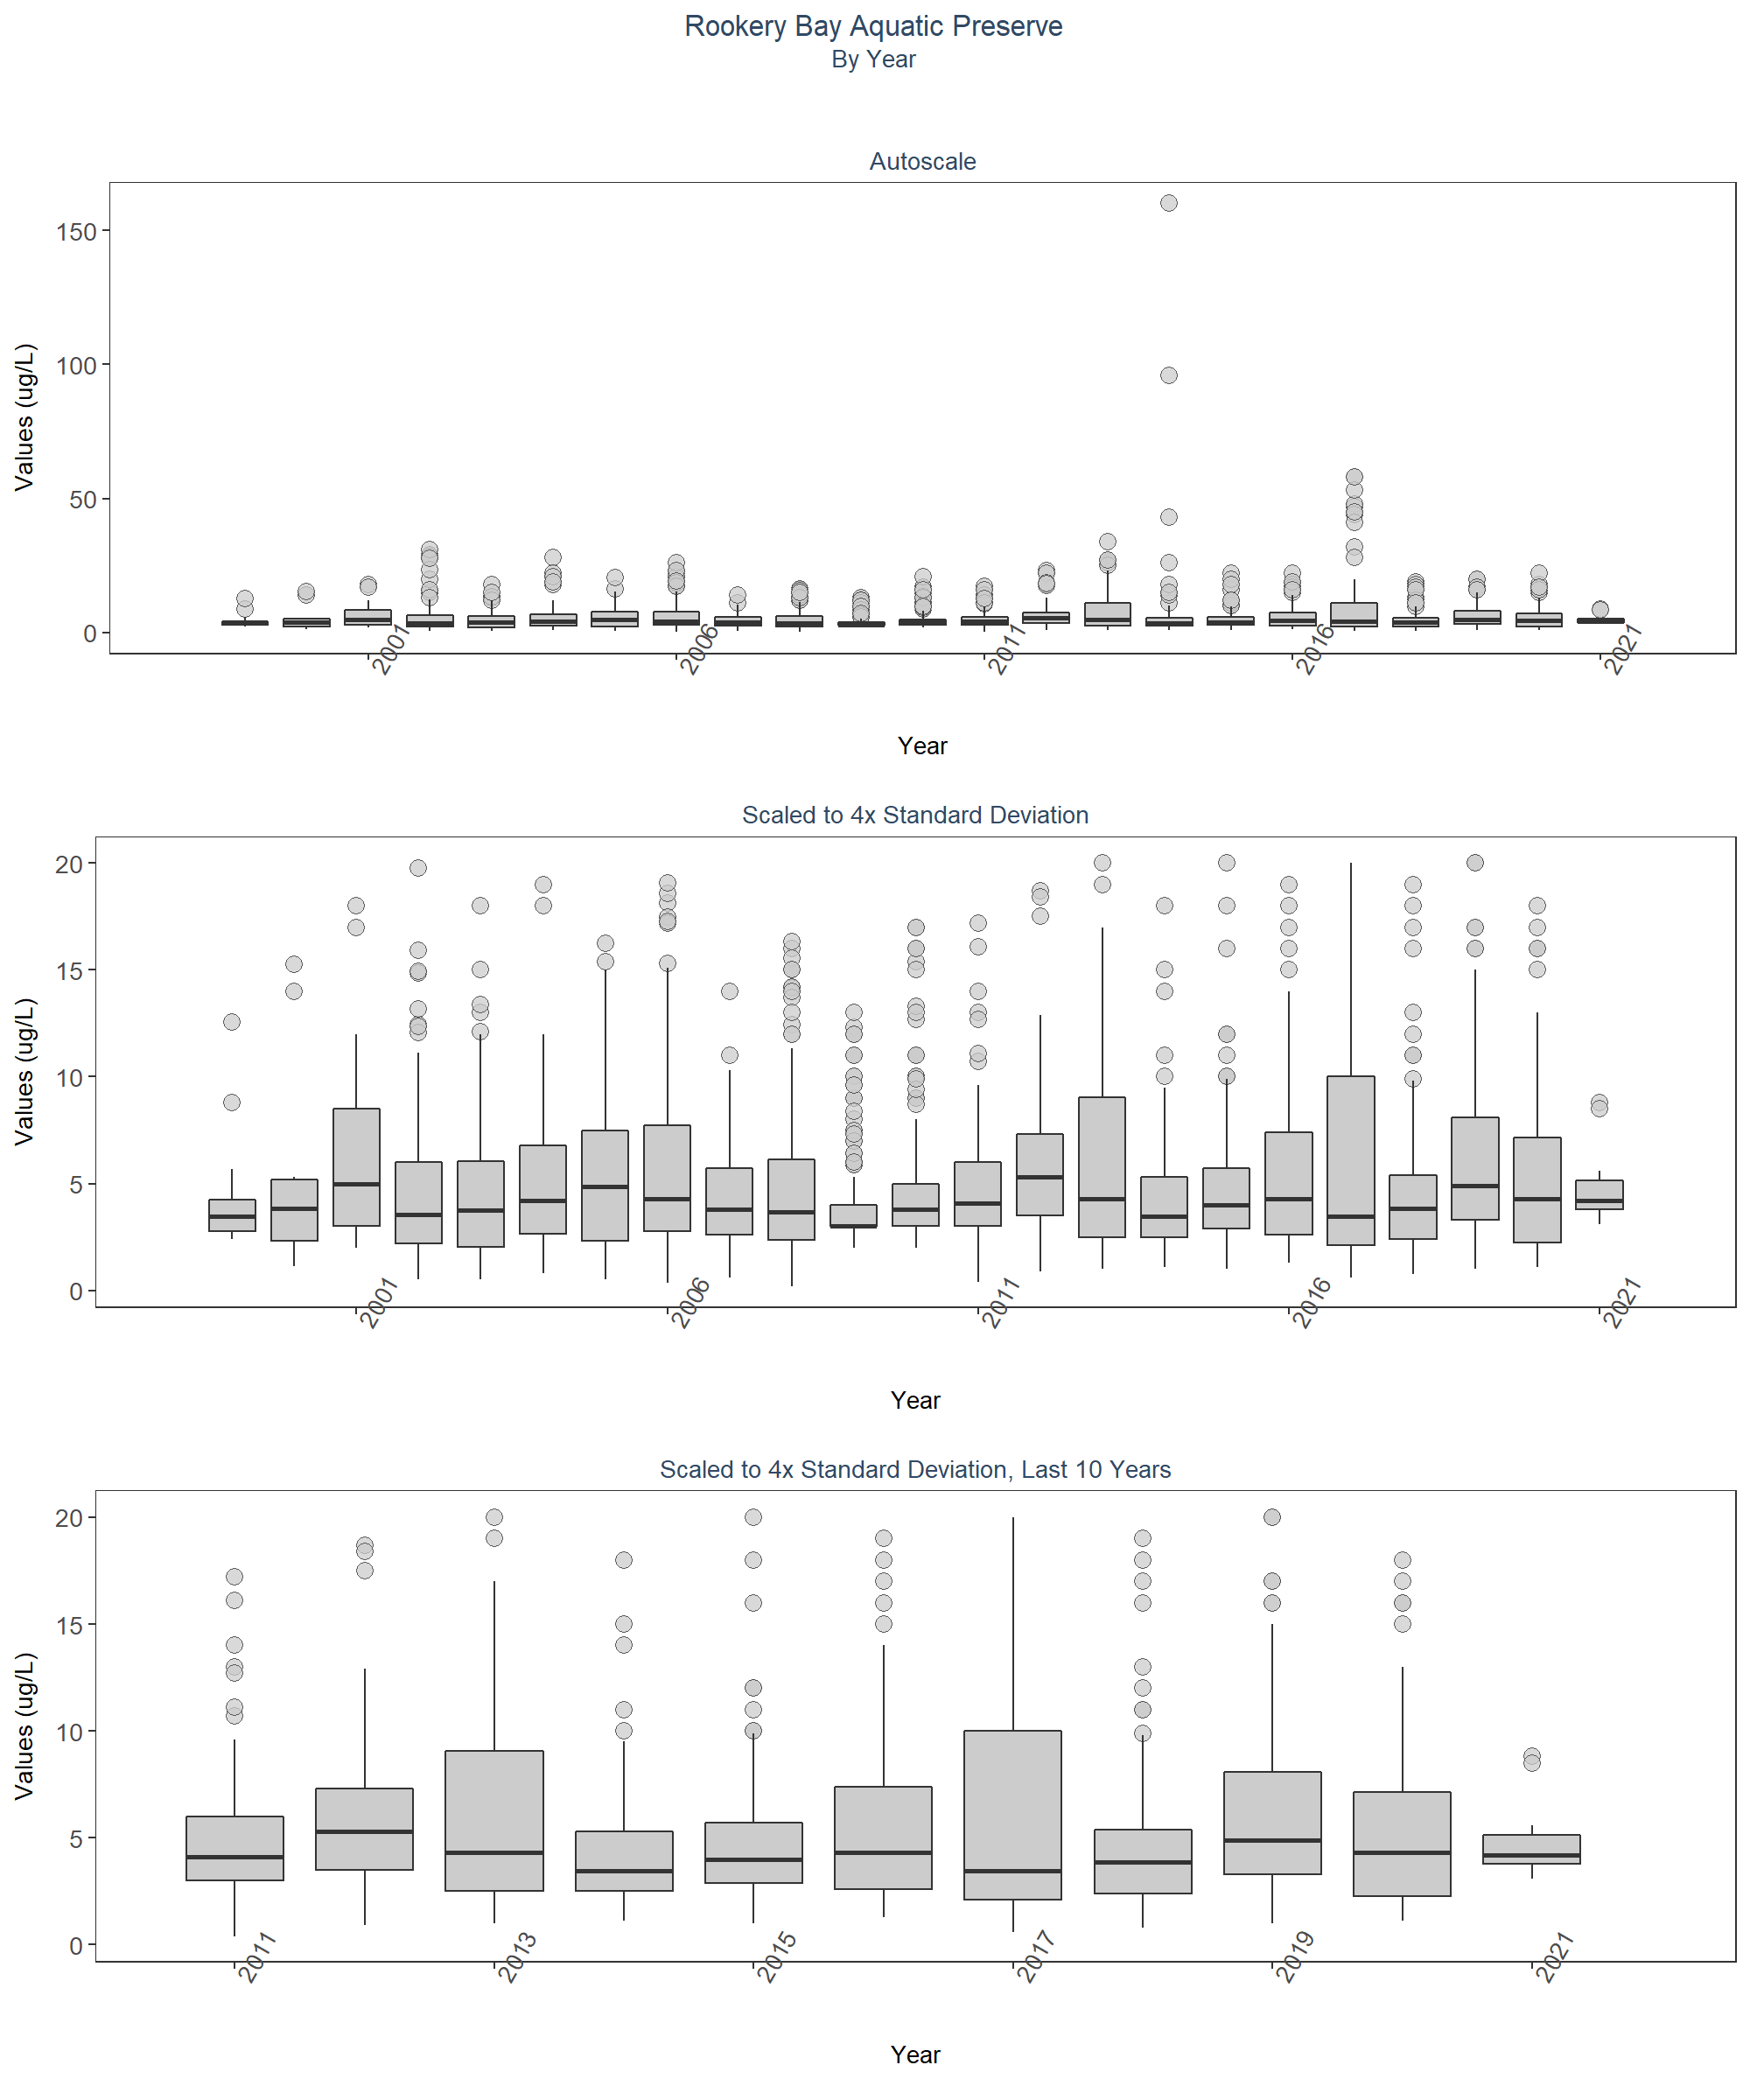 Rookery Bay Aquatic Preserve
By Year
Autoscale
Values (ug/L)
150
100
50
0
2001 2006 2011 2016 2021
Year
Scaled to 4x Standard Deviation
Values (ug/L)
20
15
10
5
0
2001 2006 2011 2016 2021
Year
Scaled to 4x Standard Deviation, Last 10 Years
Values (ug/L)
20
15
10
5
0
2011 2013 2015 2017 2019 2021
Year